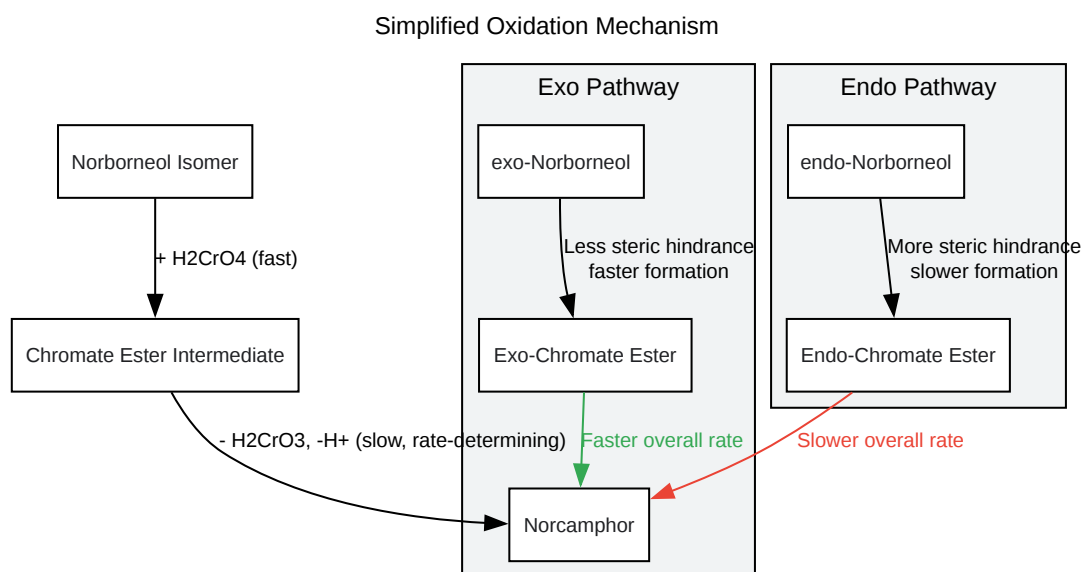 Simplified Oxidation Mechanism
Exo Pathway
Endo Pathway
Norborneol Isomer
exo-Norborneol
endo-Norborneol
+ H2CrO4 (fast)
Less steric hindrance
faster formation
More steric hindrance
slower formation
Chromate Ester Intermediate
Exo-Chromate Ester
Endo-Chromate Ester
- H2CrO3, -H+ (slow, rate-determining)
Faster overall rate
Slower overall rate
Norcamphor